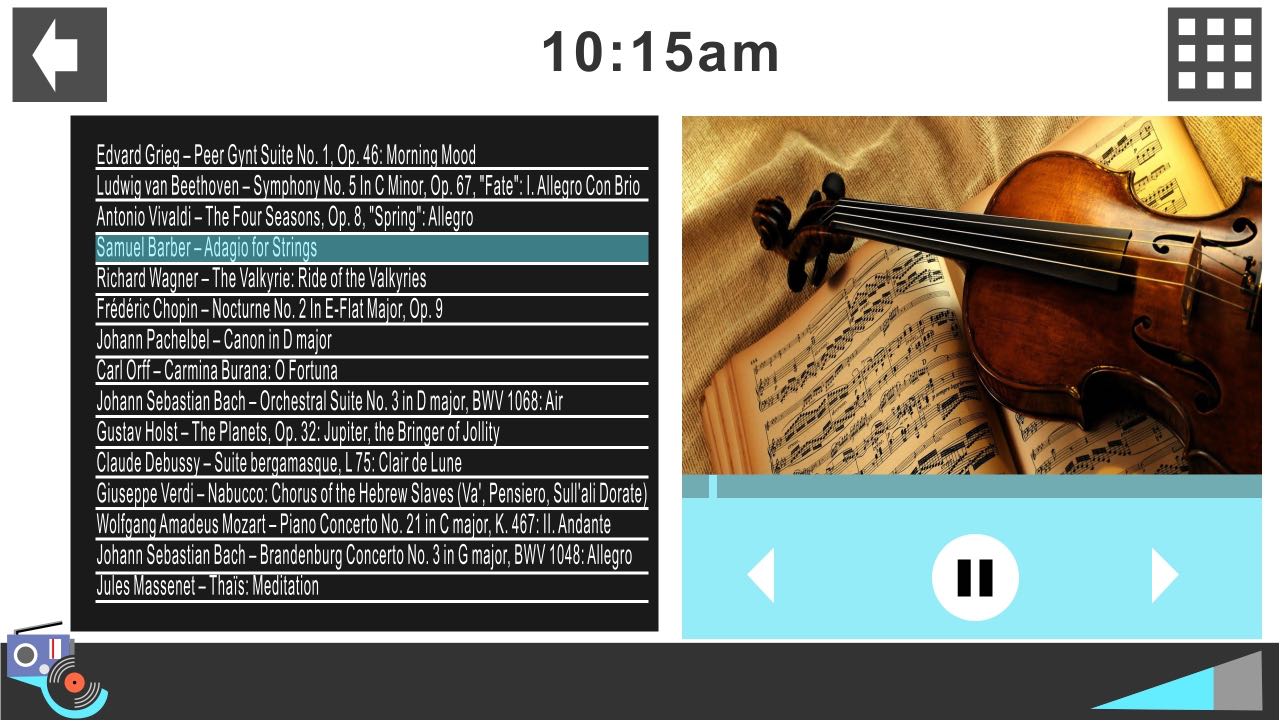 10:15am
Edvard Grieg – Peer Gynt Suite No. 1, Op. 46: Morning Mood
Ludwig van Beethoven – Symphony No. 5 In C Minor, Op. 67, "Fate": I. Allegro Con Brio
Antonio Vivaldi – The Four Seasons, Op. 8, "Spring": Allegro
Samuel Barber – Adagio for Strings
Richard Wagner – The Valkyrie: Ride of the Valkyries
Frédéric Chopin – Nocturne No. 2 In E-Flat Major, Op. 9
Johann Pachelbel – Canon in D major
Carl Orff – Carmina Burana: O Fortuna
Johann Sebastian Bach – Orchestral Suite No. 3 in D major, BWV 1068: Air
Gustav Holst – The Planets, Op. 32: Jupiter, the Bringer of Jollity
Claude Debussy – Suite bergamasque, L 75: Clair de Lune
Giuseppe Verdi – Nabucco: Chorus of the Hebrew Slaves (Va', Pensiero, Sull'ali Dorate)
Wolfgang Amadeus Mozart – Piano Concerto No. 21 in C major, K. 467: II. Andante
Johann Sebastian Bach – Brandenburg Concerto No. 3 in G major, BWV 1048: Allegro
Jules Massenet – Thaïs: Meditation